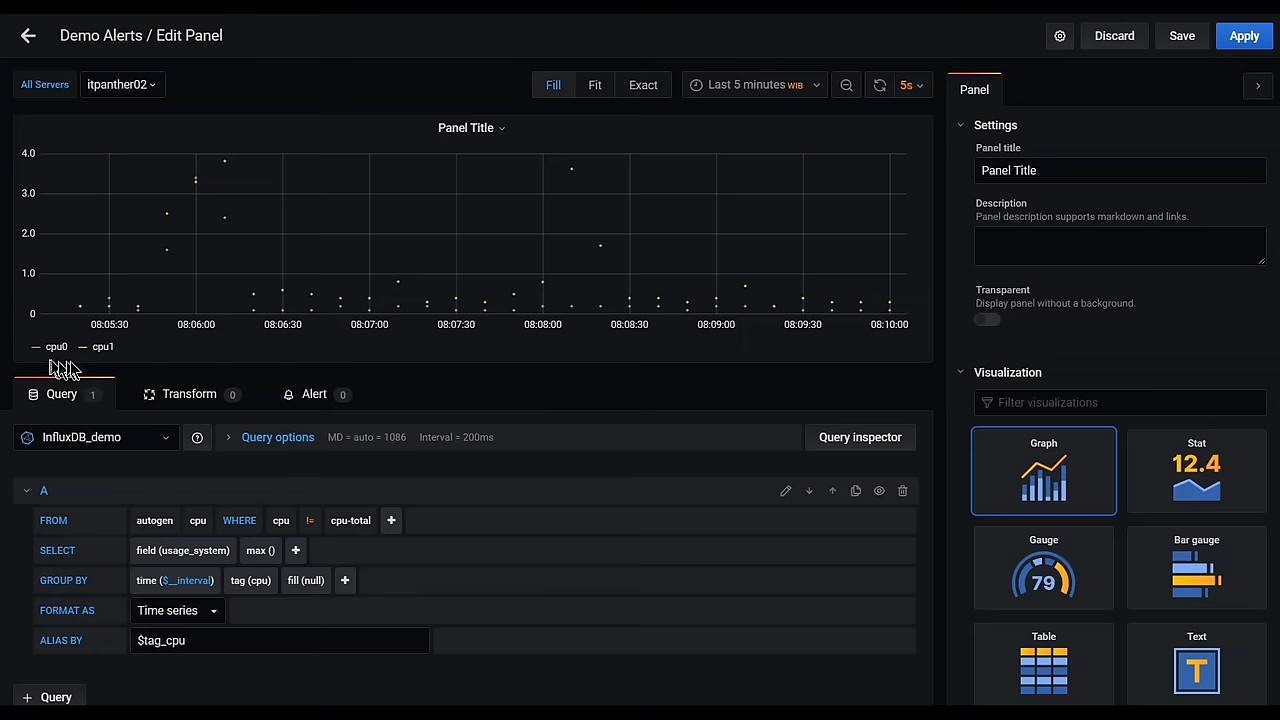 Demo Alerts / Edit Panel
Discard
Save
Apply
All Servers
itpanther02
Fill
Fit
Exact
Last 5 minutes WIB
5s
Panel Title
4.0
3.0
2.0
1.0
0
08:05:30 08:06:00 08:06:30 08:07:00 08:07:30 08:08:00 08:08:30 08:09:00 08:09:30 08:10:00
cpu0 cpu1
Query 1
Transform 0
Alert 0
InfluxDB_demo
Query options MD = auto = 1086 Interval = 200ms
Query inspector
A
FROM autogen cpu WHERE cpu != cpu-total +
SELECT field (usage_system) max () +
GROUP BY time ($__interval) tag (cpu) fill (null) +
FORMAT AS Time series
ALIAS BY $tag_cpu
+ Query
Panel
Settings
Panel title
Panel Title
Description
Panel description supports markdown and links.
Transparent
Display panel without a background.
Visualization
Filter visualizations
Graph
Stat
12.4
Gauge
79
Bar gauge
Table
Text
T